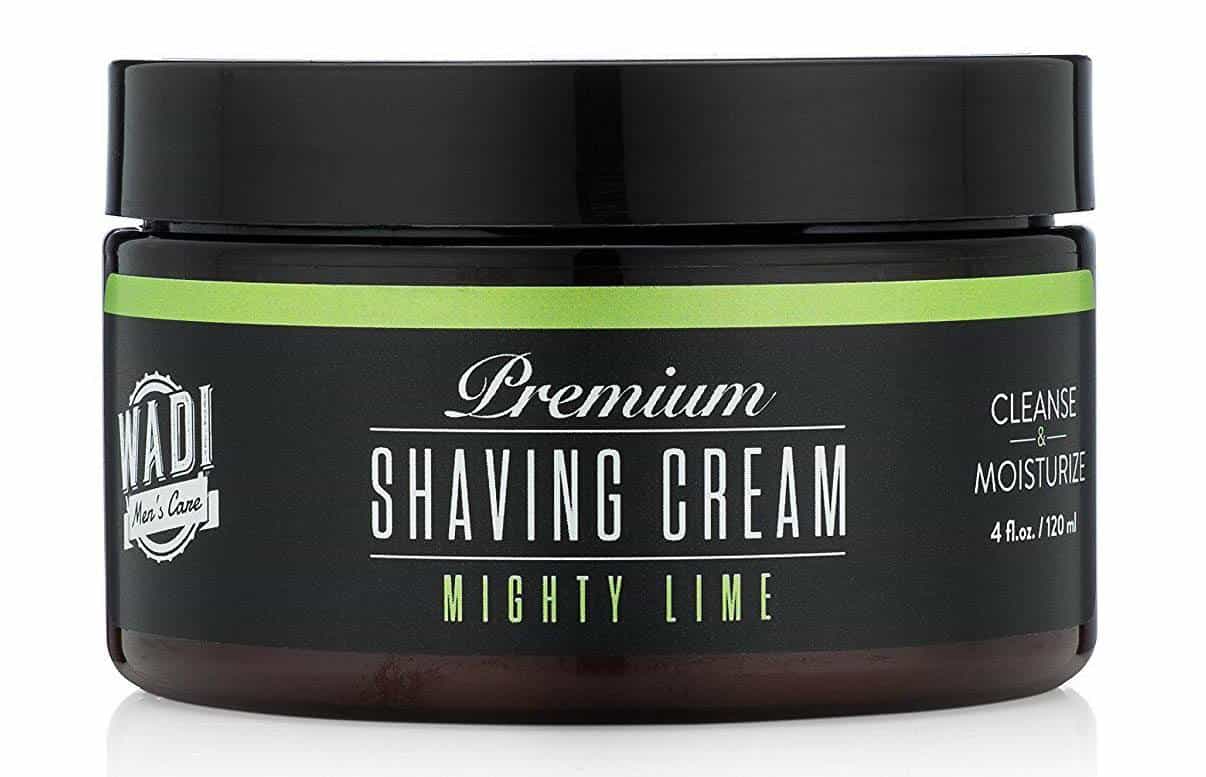 WADI
Men's Care
Premium
SHAVING CREAM
MIGHTY LIME
CLEANSE
&
MOISTURIZE
4 fl.oz. / 120 ml